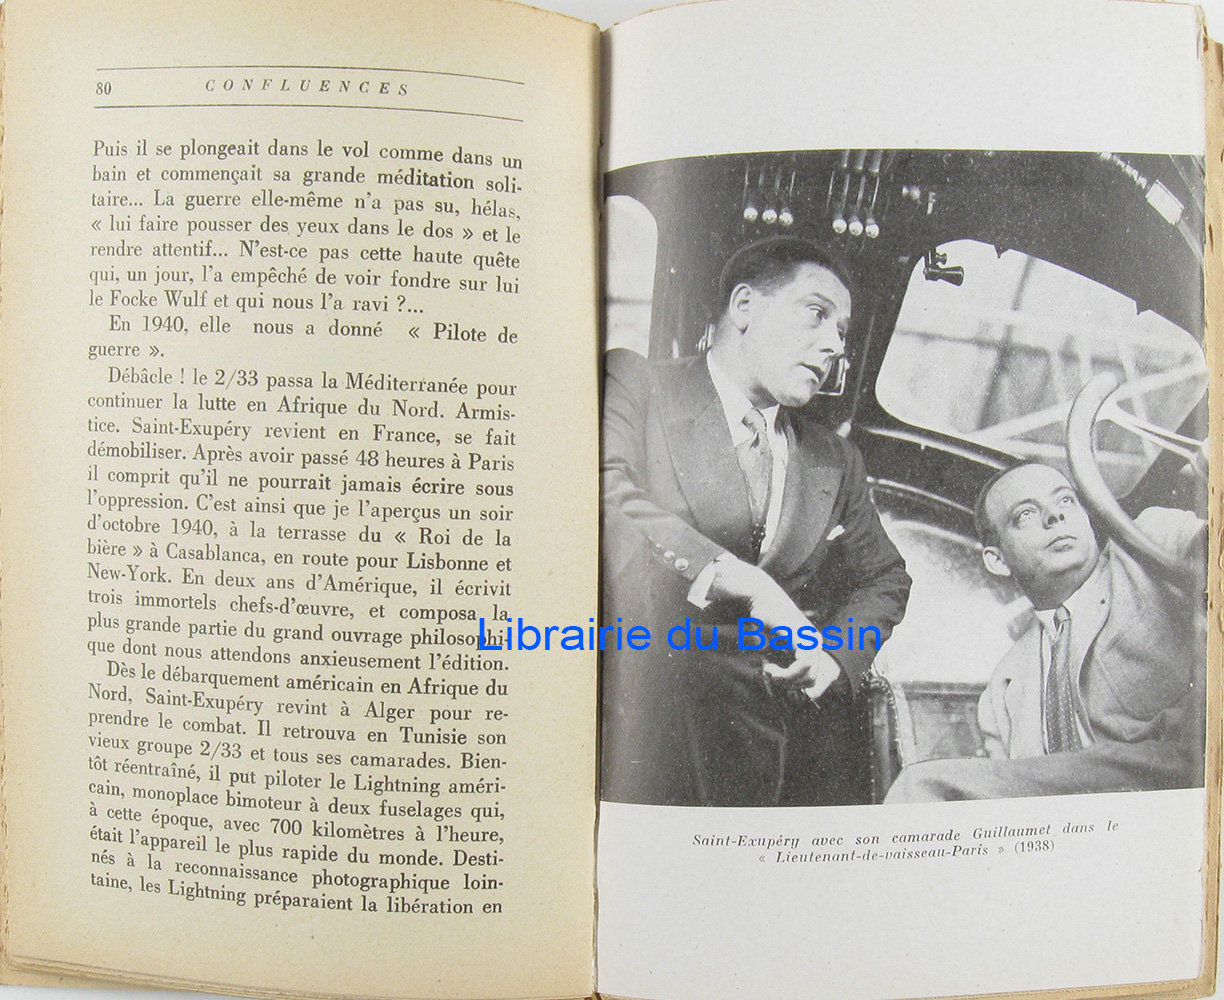 80 CONFLUENCES
Puis il se plongeait dans le vol comme dans un
bain et commençait sa grande méditation soli-
taire... La guerre elle-même n'a pas su, hélas,
« lui faire pousser des yeux dans le dos » et le
rendre attentif... N'est-ce pas cette haute quête
qui, un jour, l'a empêché de voir fondre sur lui
le Focke Wulf et qui nous l'a ravi ?...
En 1940, elle nous a donné « Pilote de
guerre ».
Débâcle ! le 2/33 passa la Méditerranée pour
continuer la lutte en Afrique du Nord. Armis-
tice. Saint-Exupéry revient en France, se fait
démobiliser. Après avoir passé 48 heures à Paris
il comprit qu'il ne pourrait jamais écrire sous
l'oppression. C'est ainsi que je l'aperçus un soir
d'octobre 1940, à la terrasse du « Roi de la
bière » à Casablanca, en route pour Lisbonne et
New-York. En deux ans d'Amérique, il écrivit
trois immortels chefs-d'œuvre, et composa la
plus grande partie du grand ouvrage philosophi-
que dont nous attendons anxieusement l'édition.
Dès le débarquement américain en Afrique du
Nord, Saint-Exupéry revint à Alger pour re-
prendre le combat. Il retrouva en Tunisie son
vieux groupe 2/33 et tous ses camarades. Bien-
tôt réentraîné, il put piloter le Lightning améri-
cain, monoplace bimoteur à deux fuselages qui,
à cette époque, avec 700 kilomètres à l'heure,
était l'appareil le plus rapide du monde. Desti-
nés à la reconnaissance photographique loin-
taine, les Lightning préparaient la libération en
Librairie du Bassin
Saint-Exupéry avec son camarade Guillaumet dans le
« Lieutenant-de-vaisseau-Paris » (1938)